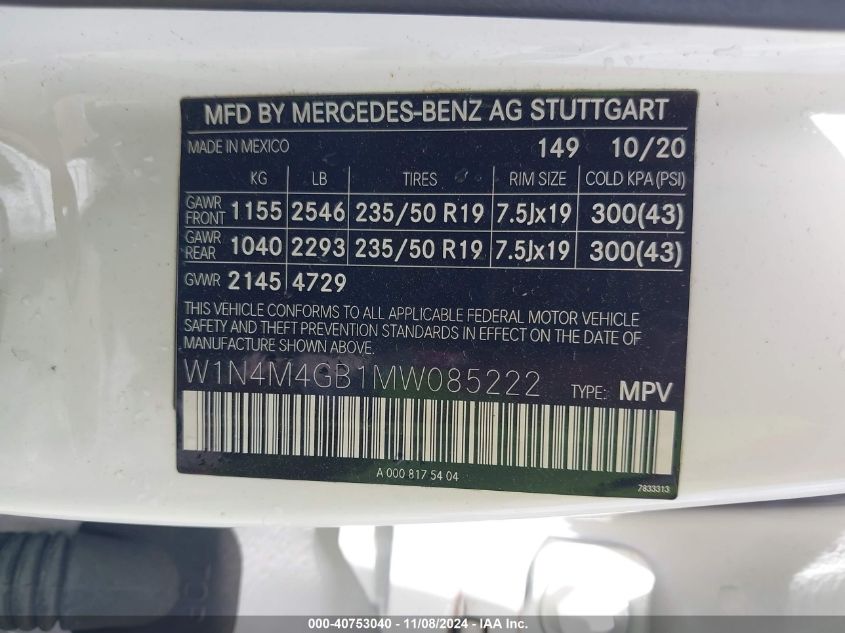 MFD BY MERCEDES-BENZ AG STUTTGART
MADE IN MEXICO 149 10/20
KG LB TIRES RIM SIZE COLD KPA (PSI)
GAWR FRONT 1155 2546 235/50 R19 7.5Jx19 300(43)
GAWR REAR 1040 2293 235/50 R19 7.5Jx19 300(43)
GVWR 2145 4729
THIS VEHICLE CONFORMS TO ALL APPLICABLE FEDERAL MOTOR VEHICLE
SAFETY AND THEFT PREVENTION STANDARDS IN EFFECT ON THE DATE OF
MANUFACTURE SHOWN ABOVE.
W1N4M4GB1MW085222 TYPE: MPV
A 000 817 54 04
7833313
TOP
000-40753040 - 11/08/2024 - IAA Inc.